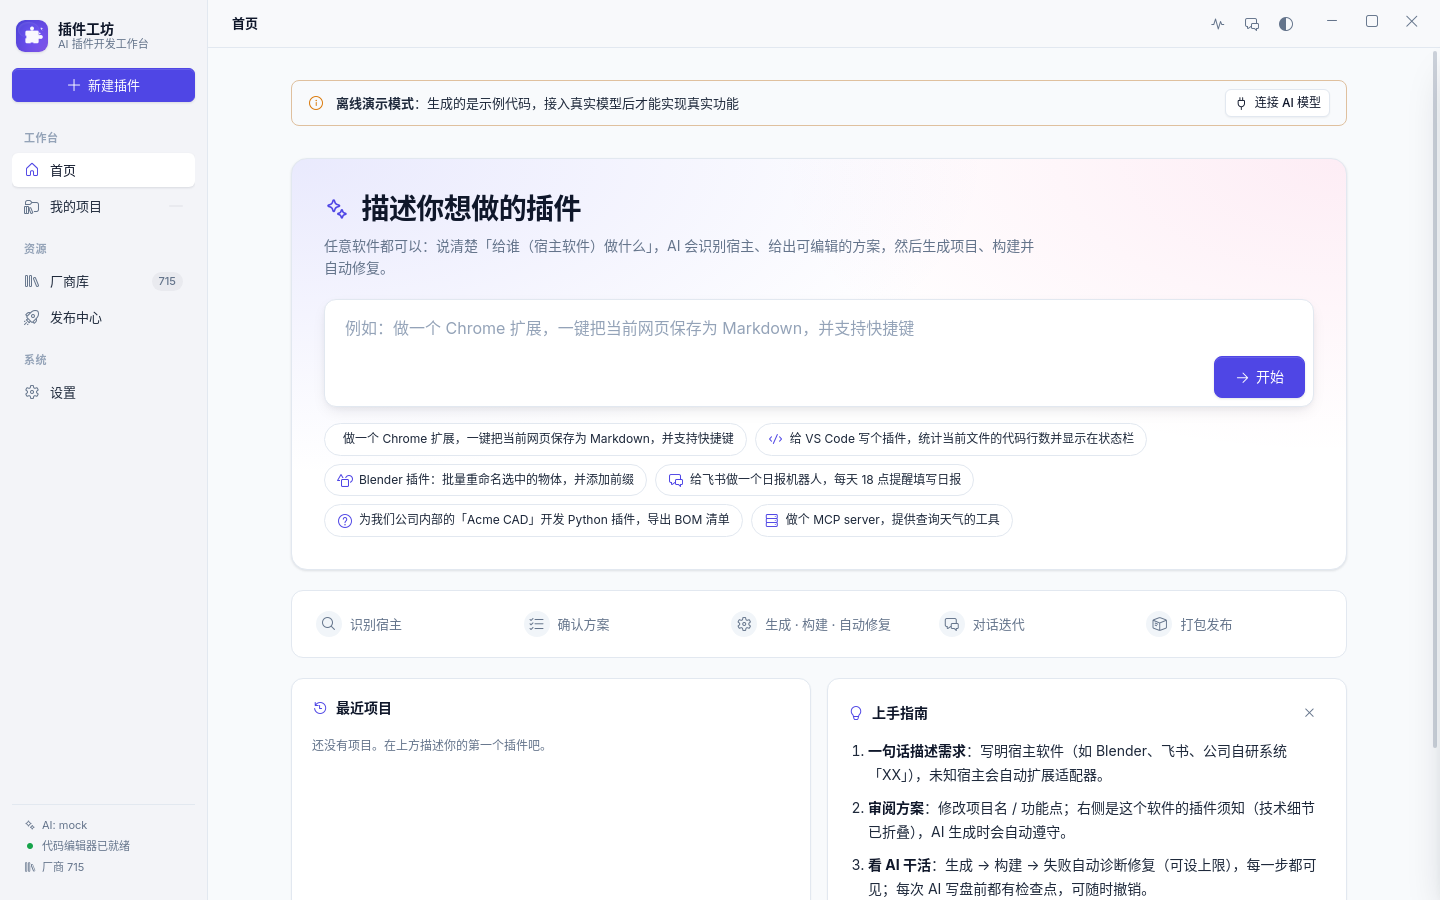 插件工坊
AI 插件开发工作台
新建插件
工作台
首页
我的项目
资源
厂商库 715
发布中心
系统
设置
AI: mock
代码编辑器已就绪
厂商 715
首页
离线演示模式：生成的是示例代码，接入真实模型后才能实现真实功能
连接 AI 模型
描述你想做的插件
任意软件都可以：说清楚「给谁（宿主软件）做什么」，AI 会识别宿主、给出可编辑的方案，然后生成项目、构建并
自动修复。
例如：做一个 Chrome 扩展，一键把当前网页保存为 Markdown，并支持快捷键
开始
做一个 Chrome 扩展，一键把当前网页保存为 Markdown，并支持快捷键
给 VS Code 写个插件，统计当前文件的代码行数并显示在状态栏
Blender 插件：批量重命名选中的物体，并添加前缀
给飞书做一个日报机器人，每天 18 点提醒填写日报
为我们公司内部的「Acme CAD」开发 Python 插件，导出 BOM 清单
做个 MCP server，提供查询天气的工具
识别宿主
确认方案
生成 · 构建 · 自动修复
对话迭代
打包发布
最近项目
还没有项目。在上方描述你的第一个插件吧。
上手指南
1. 一句话描述需求：写明宿主软件（如 Blender、飞书、公司自研系统
「XX」），未知宿主会自动扩展适配器。
2. 审阅方案：修改项目名 / 功能点；右侧是这个软件的插件须知（技术细节
已折叠），AI 生成时会自动遵守。
3. 看 AI 干活：生成 → 构建 → 失败自动诊断修复（可设上限），每一步都可
见；每次 AI 写盘前都有检查点，可随时撤销。